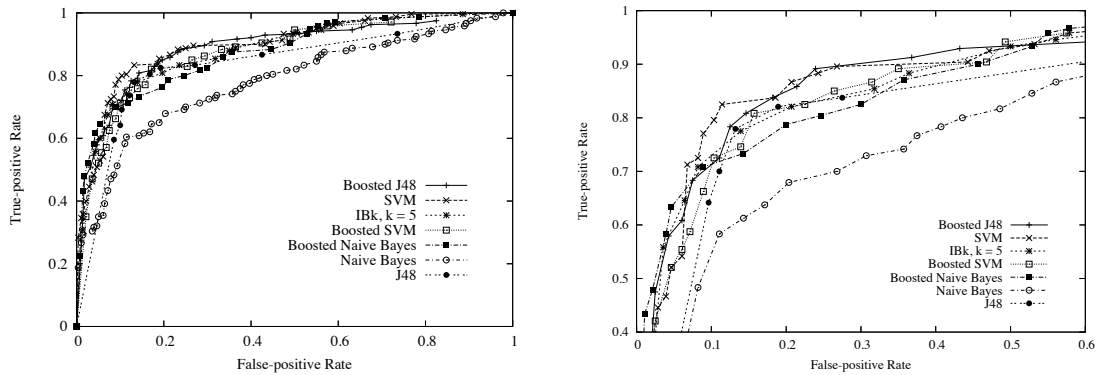 1
0.8
0.6
0.4
0.2
0
0
0.2
0.4
0.6
0.8
1
True-positive Rate
False-positive Rate
Boosted J48
SVM
IBk, k = 5
Boosted SVM
Boosted Naive Bayes
Naive Bayes
J48
1
0.9
0.8
0.7
0.6
0.5
0.4
0
0.1
0.2
0.3
0.4
0.5
0.6
True-positive Rate
False-positive Rate
Boosted J48
SVM
IBk, k = 5
Boosted SVM
Boosted Naive Bayes
Naive Bayes
J48